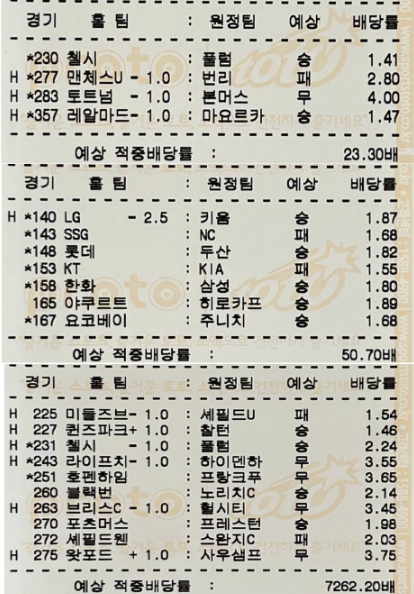 경기 홀 팀 : 원정팀 예상 배당률
*230 첼시 : 풀럼 승 1.41
H *277 맨체스U - 1.0 : 번리 패 2.80
H *283 토트넘 - 1.0 : 본머스 무 4.00
H *357 레알마드- 1.0 : 마요르카 승 1.47
예상 적중배당률 : 23.30배
경기 홀 팀 : 원정팀 예상 배당률
H *140 LG - 2.5 : 키움 승 1.87
*143 SSG : NC 패 1.68
*148 롯데 : 두산 승 1.82
*153 KT : KIA 패 1.55
*158 한화 : 삼성 승 1.80
165 야쿠르트 : 히로카프 승 1.89
*167 요코베이 : 주니치 승 1.68
예상 적중배당률 : 50.70배
경기 홀 팀 : 원정팀 예상 배당률
H 225 미들즈브- 1.0 : 셰필드U 패 1.54
H 227 퀸즈파크+ 1.0 : 찰턴 승 1.46
H *231 첼시 - 1.0 : 풀럼 승 2.24
H *243 라이프치- 1.0 : 하이덴하 무 3.55
*251 호펜하임 : 프랑크푸 무 3.65
260 블랙번 : 노리치C 승 2.14
H 263 브리스C - 1.0 : 헐시티 무 3.45
270 포츠머스 : 프레스턴 승 1.98
272 셰필드웬 : 스완지C 패 2.03
H 275 왓포드 + 1.0 : 사우샘프 무 3.75
예상 적중배당률 : 7262.20배